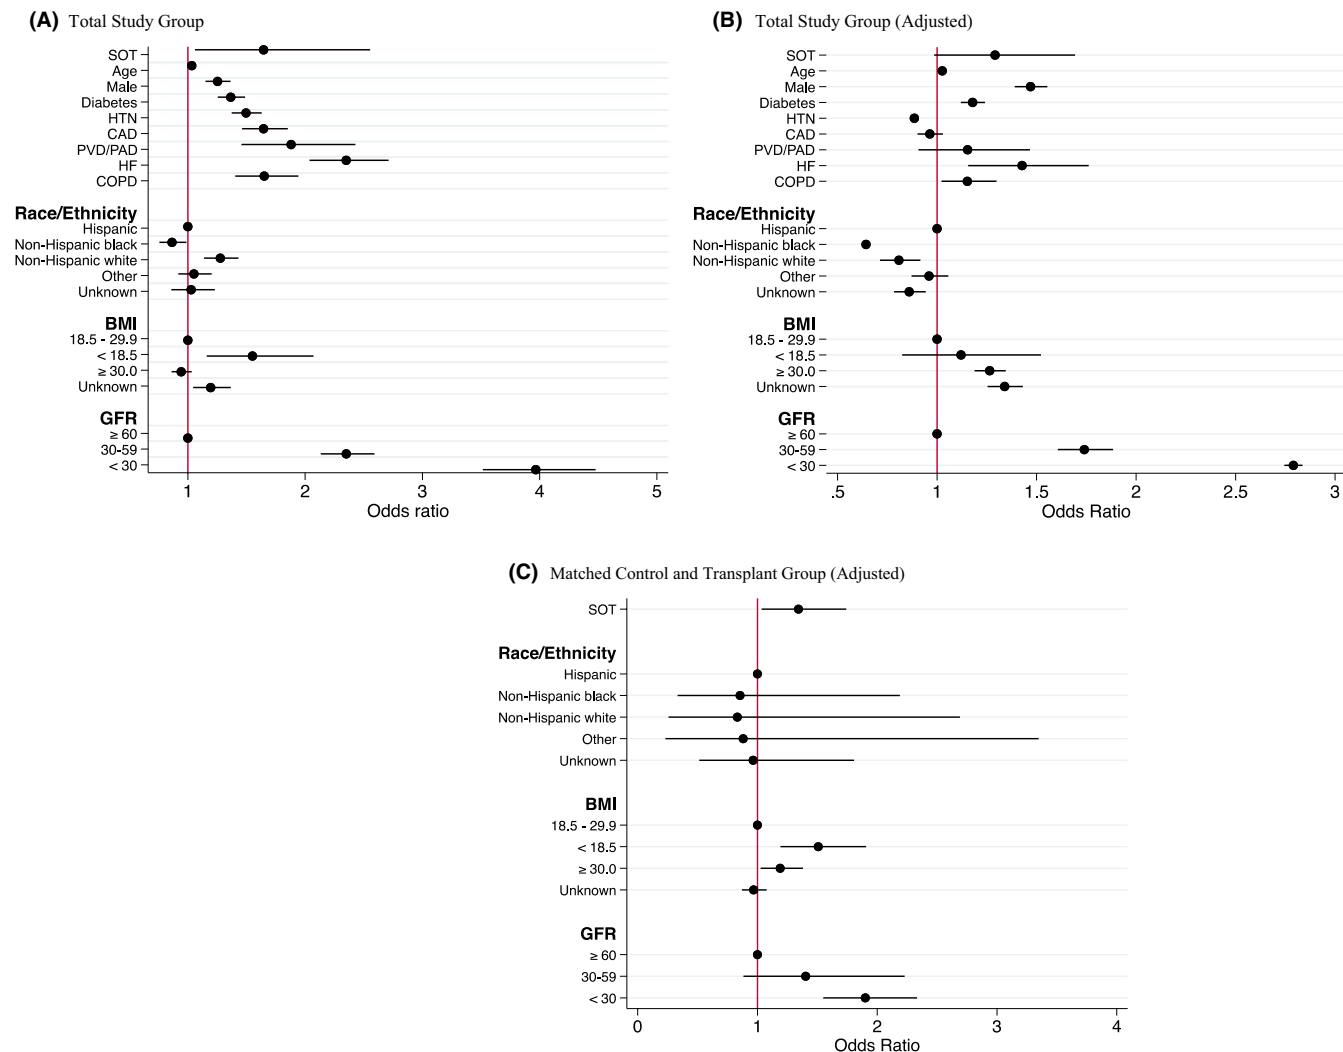 (A) Total Study Group
SOT
Age
Male
Diabetes
HTN
CAD
PVD/PAD
HF
COPD
Race/Ethnicity
Hispanic
Non-Hispanic black
Non-Hispanic white
Other
Unknown
BMI
18.5 - 29.9
< 18.5
≥ 30.0
Unknown
GFR
≥ 60
30-59
< 30
1 2 3 4 5
Odds ratio
(B) Total Study Group (Adjusted)
SOT
Age
Male
Diabetes
HTN
CAD
PVD/PAD
HF
COPD
Race/Ethnicity
Hispanic
Non-Hispanic black
Non-Hispanic white
Other
Unknown
BMI
18.5 - 29.9
< 18.5
≥ 30.0
Unknown
GFR
≥ 60
30-59
< 30
.5 1 1.5 2 2.5 3
Odds Ratio
(C) Matched Control and Transplant Group (Adjusted)
SOT
Race/Ethnicity
Hispanic
Non-Hispanic black
Non-Hispanic white
Other
Unknown
BMI
18.5 - 29.9
< 18.5
≥ 30.0
Unknown
GFR
≥ 60
30-59
< 30
0 1 2 3 4
Odds Ratio